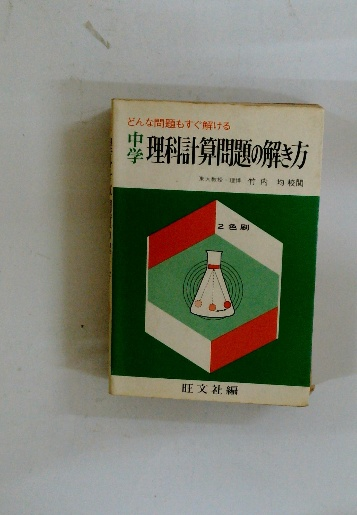 どんな問題もすぐ解ける
中学 理科計算問題の解き方
東大教授・理博 竹内 均校閲
2色刷
旺文社編